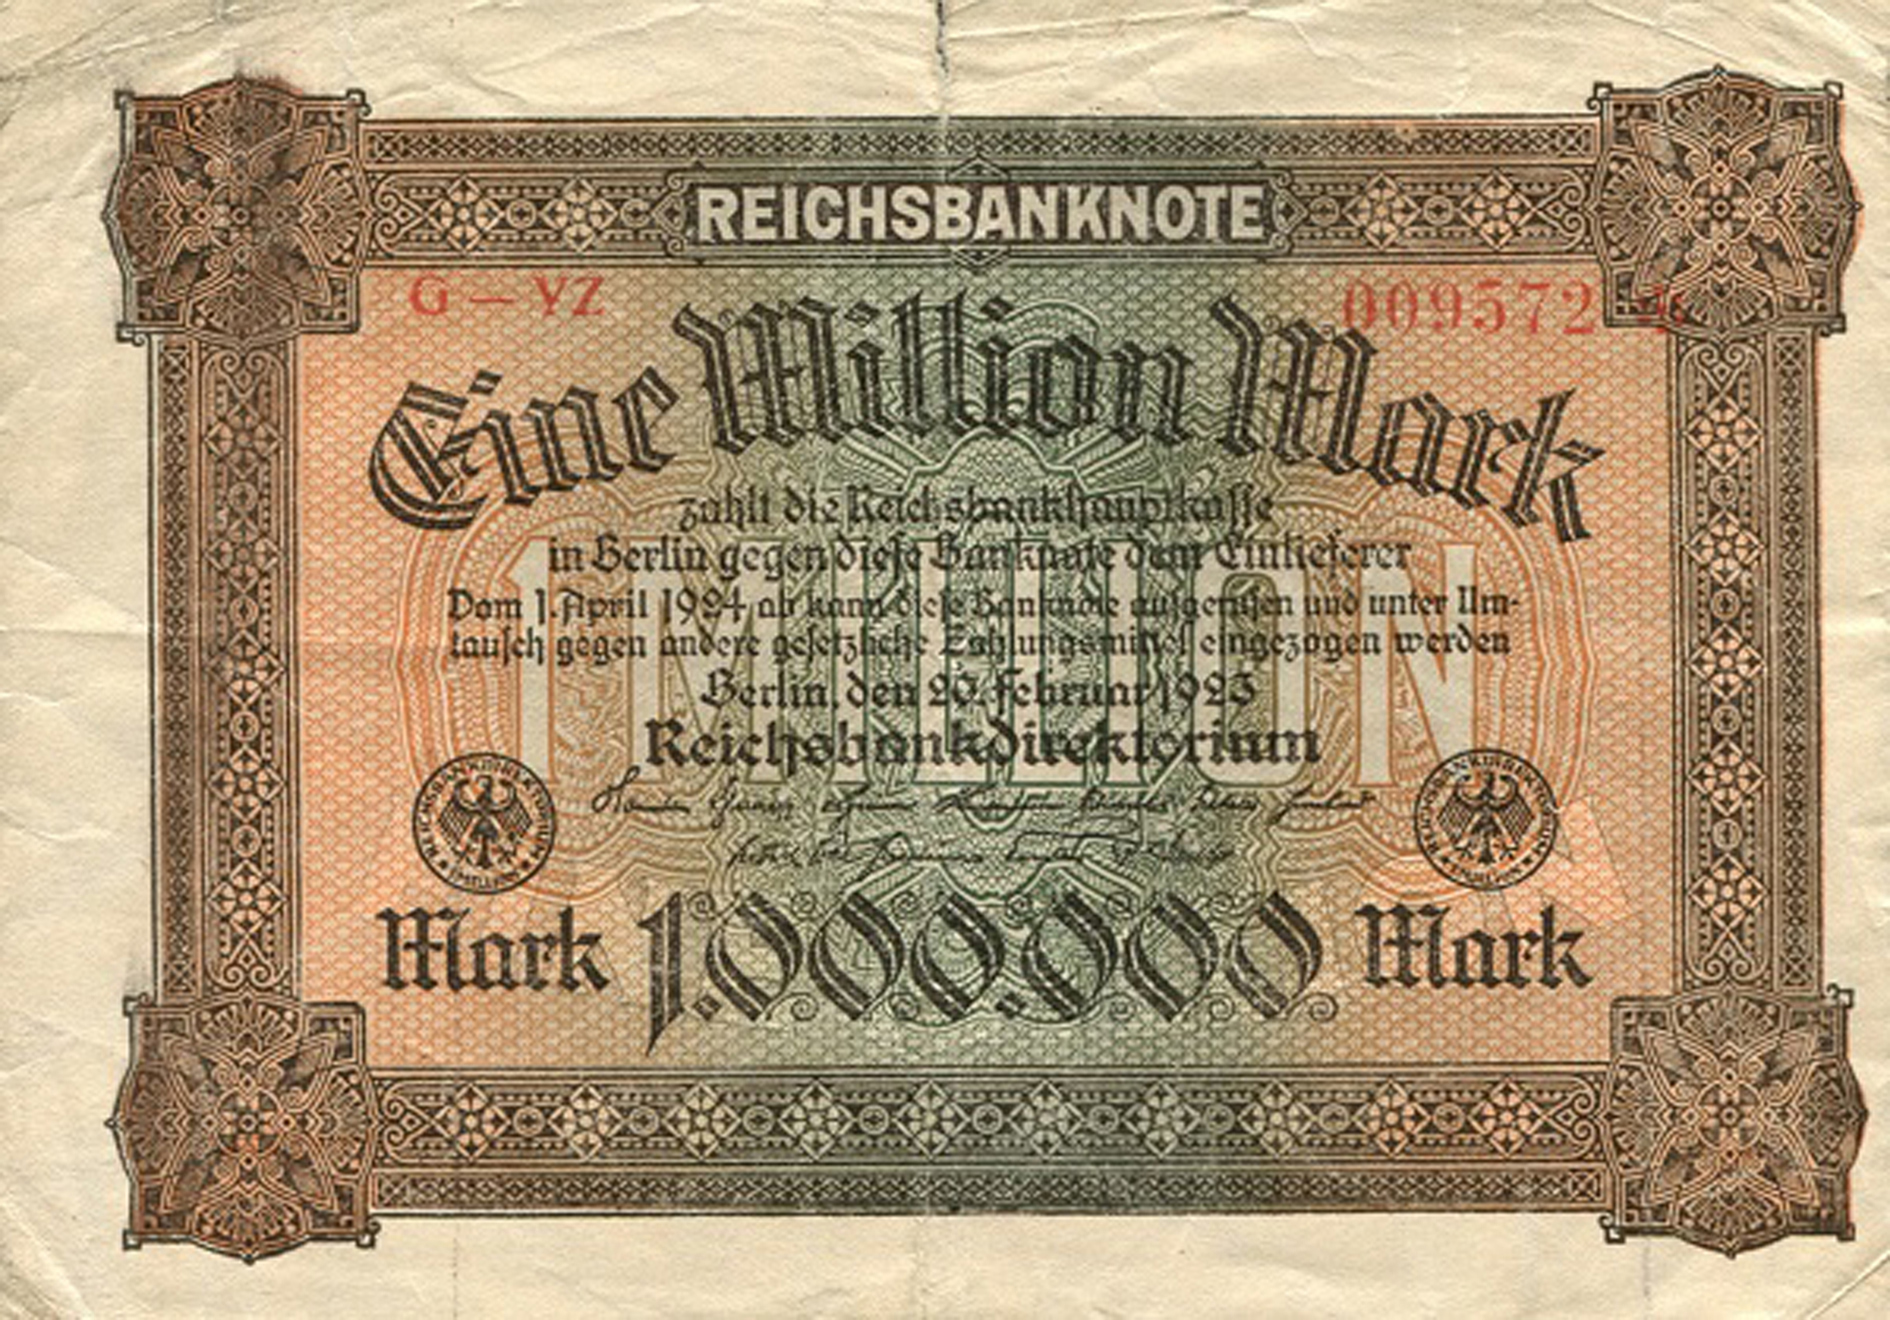 REICHSBANKNOTE
G — YZ 009572
Eine Million Mark
zahlt die Reichsbankhauptkasse
in Berlin gegen diese Banknote dem Einlieferer
Vom 1. April 1924 ab kann diese Banknote aufgerufen und unter Um-
tausch gegen andere gesetzliche Zahlungsmittel eingezogen werden
Berlin, den 20. Februar 1923
Reichsbankdirektorium
1 MILLION
Mark 1.000.000 Mark